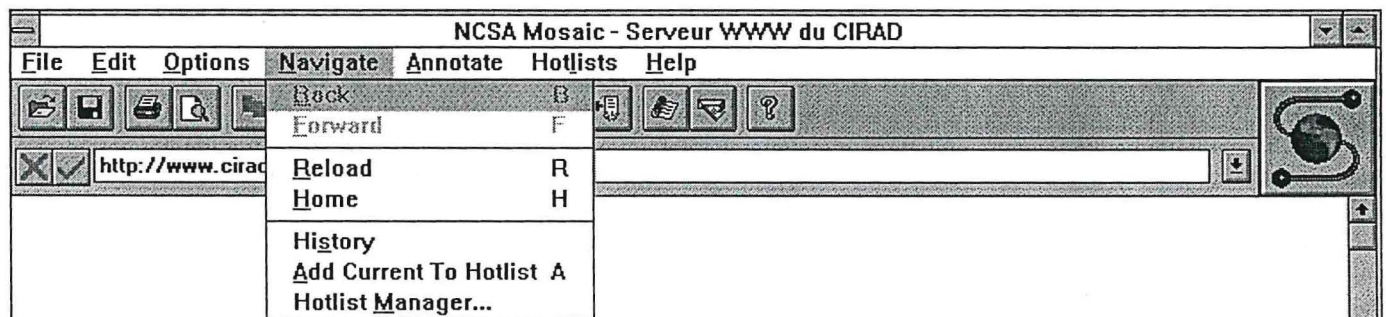 NCSA Mosaic - Serveur WWW du CIRAD
File Edit Options Navigate Annotate Hotlists Help
Back B
Forward F
http://www.cirad
Reload R
Home H
History
Add Current To Hotlist A
Hotlist Manager...